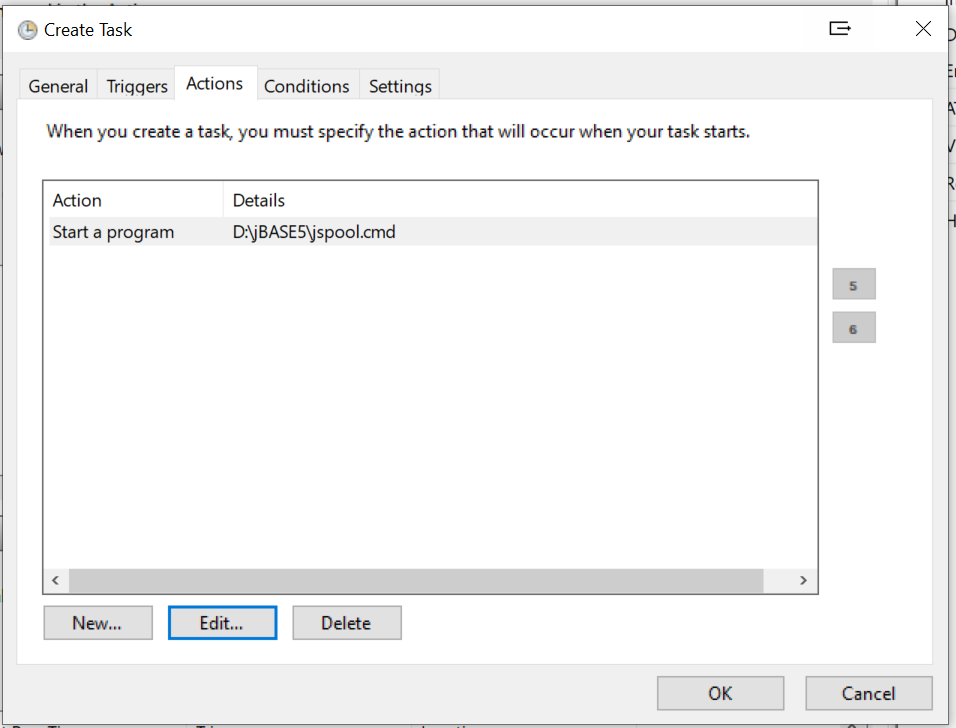 Create Task
General Triggers Actions Conditions Settings
When you create a task, you must specify the action that will occur when your task starts.
Action Details
Start a program D:\jBASE5\jspool.cmd
5
6
New... Edit... Delete
OK Cancel